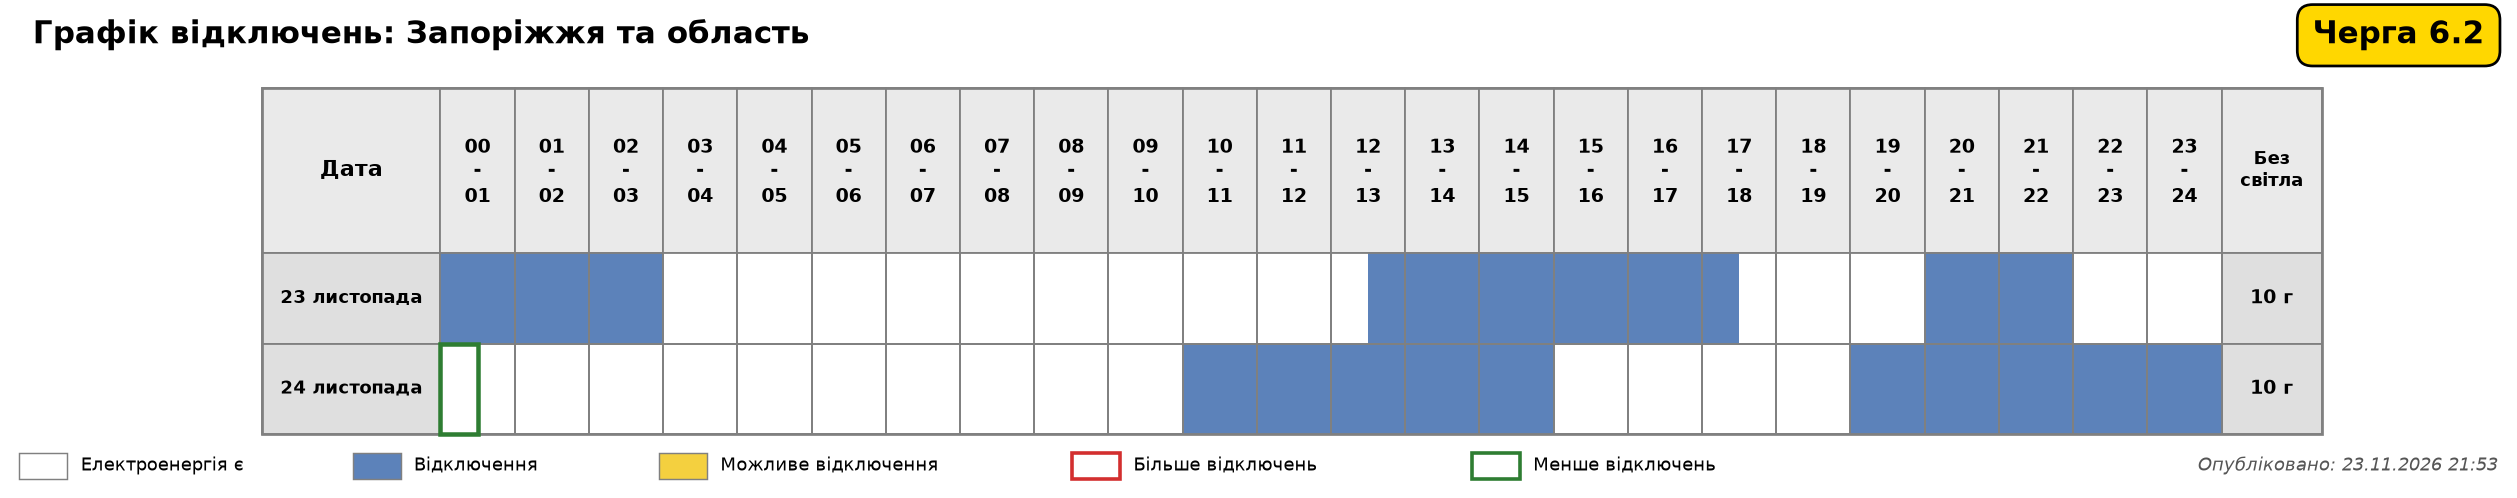 Графік відключень: Запоріжжя та область
Черга 6.2
Дата 00 - 01 01 - 02 02 - 03 03 - 04 04 - 05 05 - 06 06 - 07 07 - 08 08 - 09 09 - 10 10 - 11 11 - 12 12 - 13 13 - 14 14 - 15 15 - 16 16 - 17 17 - 18 18 - 19 19 - 20 20 - 21 21 - 22 22 - 23 23 - 24 Без світла
23 листопада 10 г
24 листопада 10 г
Електроенергія є Відключення Можливе відключення Більше відключень Менше відключень
Опубліковано: 23.11.2026 21:53